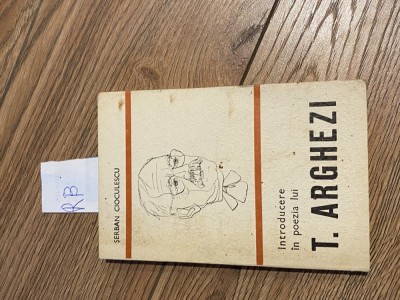 ȘERBAN CIOCULESCU
Introducere
în poezia lui
T. ARGHEZI
RB